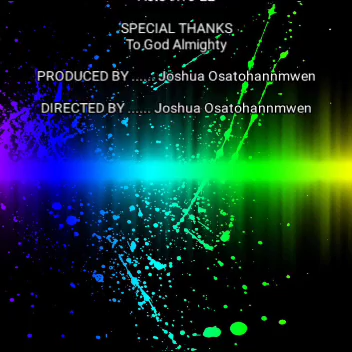 SPECIAL THANKS
To,God Almighty
PRODUCED BY ...... Joshua Osatohannmwen
DIRECTED BY ...... Joshua Osatohannmwen